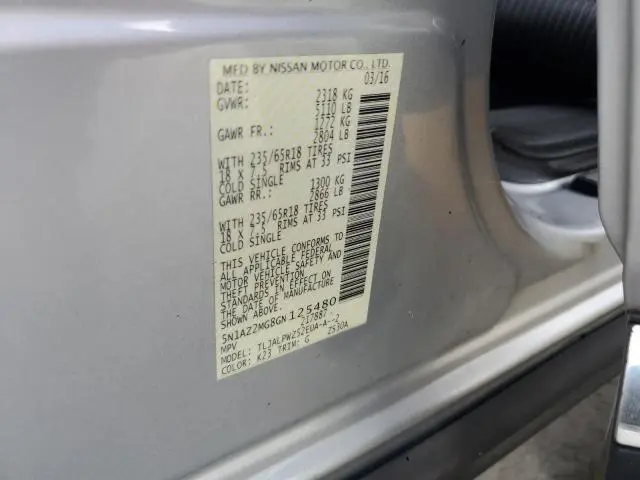 MFD BY NISSAN MOTOR CO., LTD.
DATE: 03/16
GVWR: 2318 KG
5110 LB
GAWR FR.: 1272 KG
2804 LB
WITH 235/65R18 TIRES
18 X 7.5 RIMS AT 33 PSI
COLD SINGLE
GAWR RR.: 1300 KG
2866 LB
WITH 235/65R18 TIRES
18 X 7.5 RIMS AT 33 PSI
COLD SINGLE
THIS VEHICLE CONFORMS TO
ALL APPLICABLE FEDERAL
MOTOR VEHICLE SAFETY AND
THEFT PREVENTION
STANDARDS IN EFFECT ON
THE DATE OF MANUFACTURE
SHOWN ABOVE.
5N1AZ2MG8GN125480
MPV 217887
MODEL: TLJALPWZ52EUA-A--2
COLOR: K23 TRIM: G Z530A